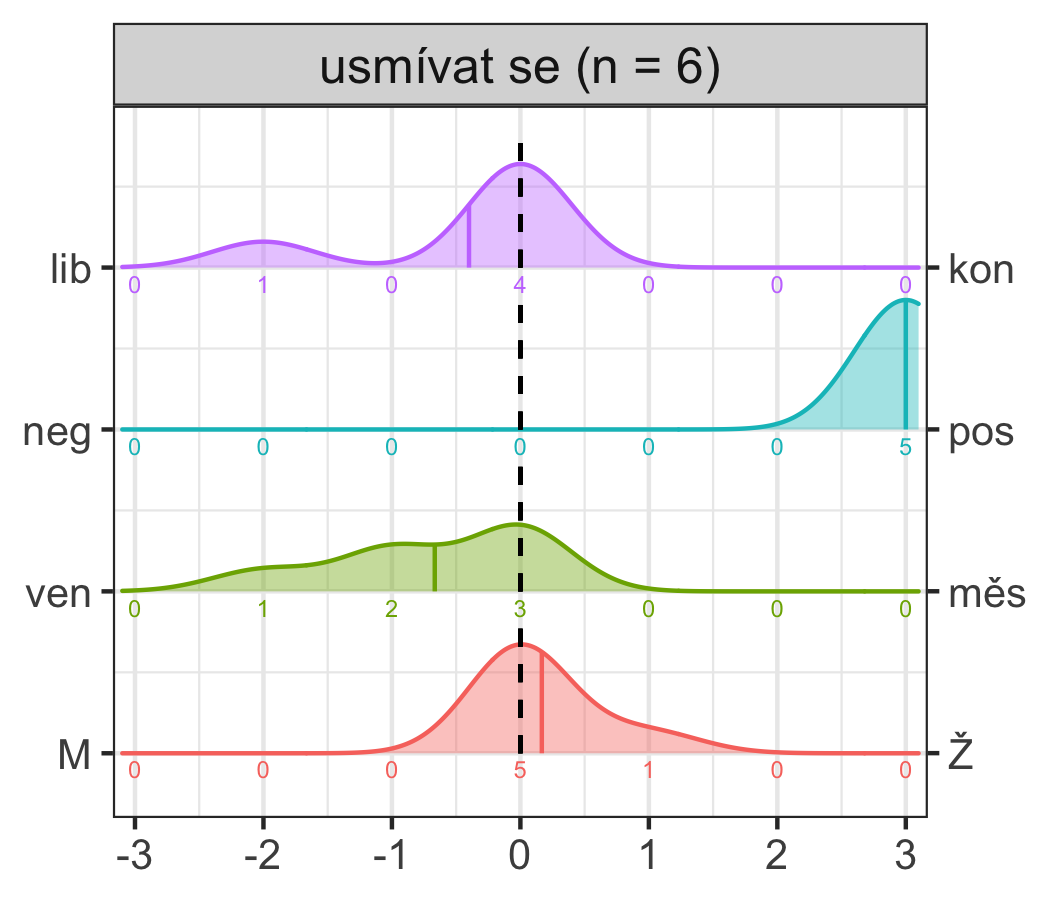 usmívat se (n = 6)
lib kon
0 1 0 4 0 0 0
neg pos
0 0 0 0 0 0 5
ven měs
0 1 2 3 0 0 0
M Ž
0 0 0 5 1 0 0
-3 -2 -1 0 1 2 3